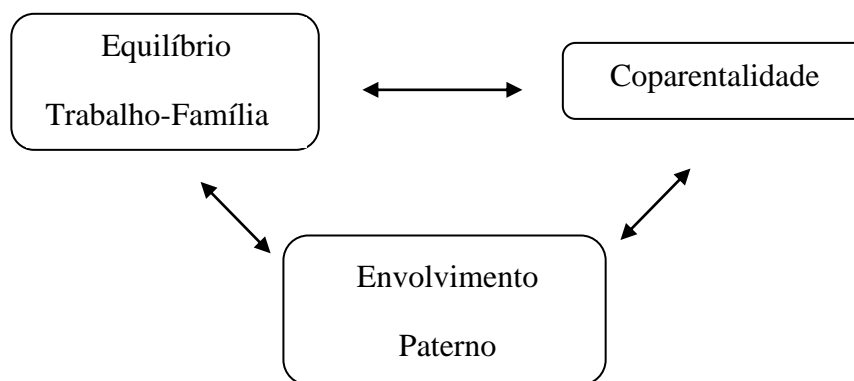 Equilíbrio
Trabalho-Família
Coparentalidade
Envolvimento
Paterno